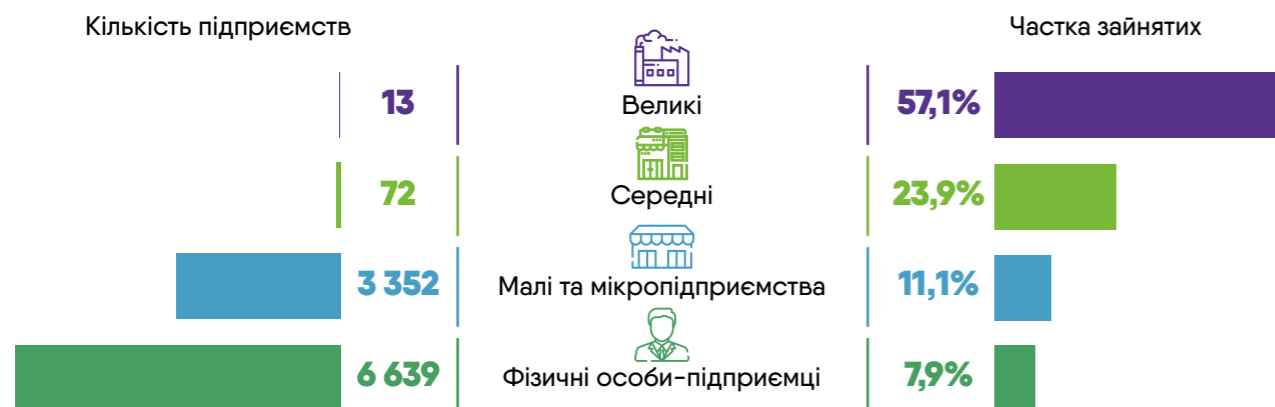 Кількість підприємств
Частка зайнятих
13
Великі
57,1%
72
Середні
23,9%
3 352
Малі та мікропідприємства
11,1%
6 639
Фізичні особи-підприємці
7,9%